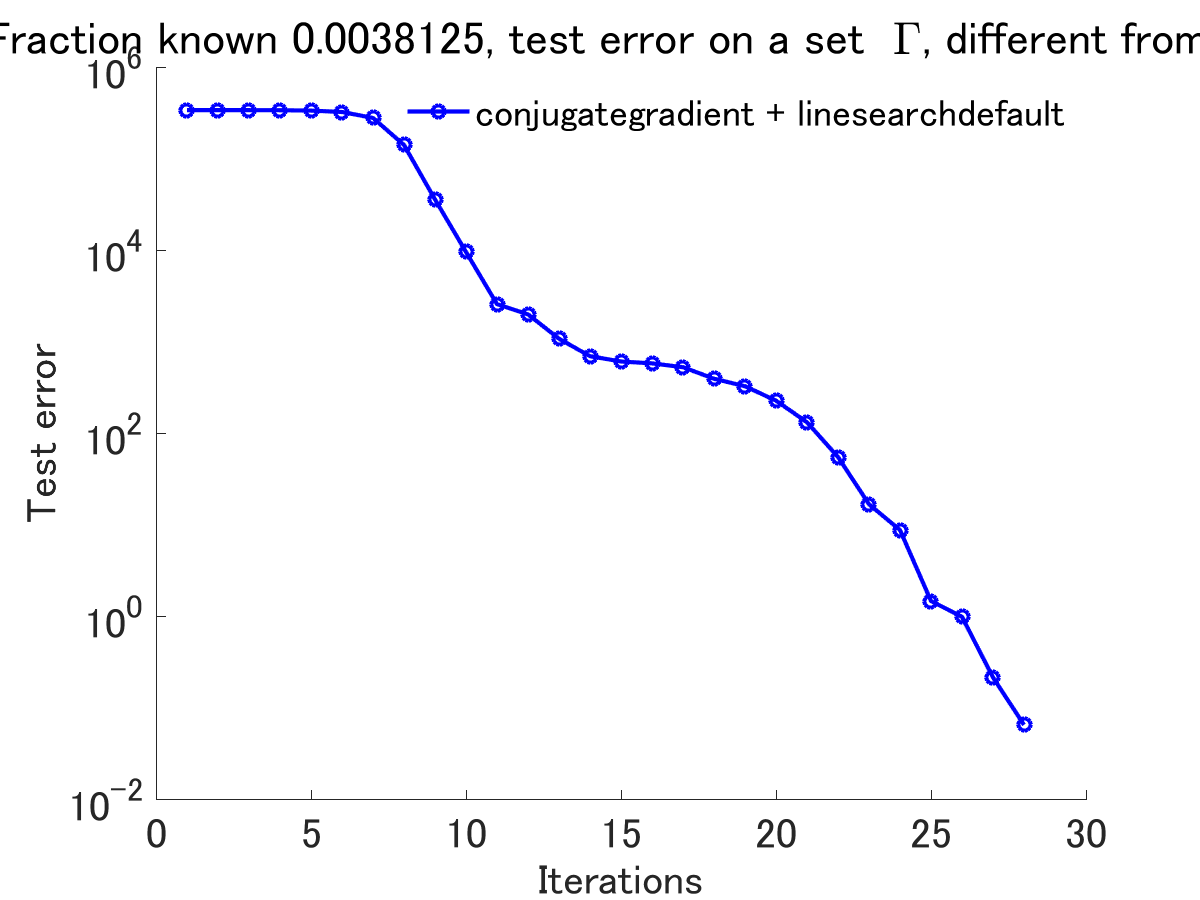 Fraction known 0.0038125, test error on a set Γ, different from
10^6
conjugategradient + linesearchdefault
10^4
10^2
10^0
10^-2
Test error
0 5 10 15 20 25 30
Iterations